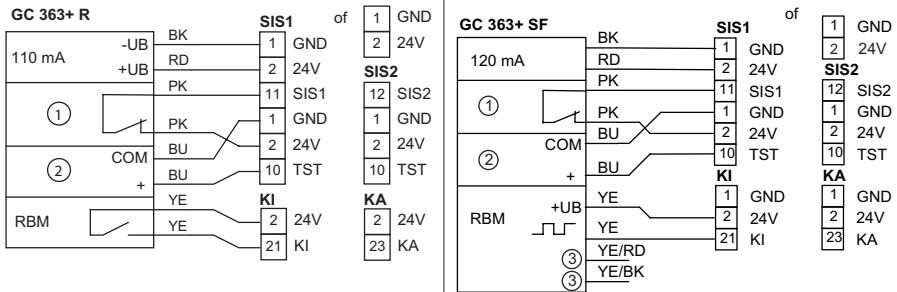 GC 363+ R
SIS1 of 1 GND
2 24V
110 mA -UB BK 1 GND
+UB RD 2 24V
SIS2
PK 11 SIS1 12 SIS2
1 1 GND 1 GND
PK 2 24V 2 24V
2 COM BU 10 TST 10 TST
+ BU
KI KA
RBM YE 2 24V 2 24V
YE 21 KI 23 KA
GC 363+ SF
SIS1 of 1 GND
2 24V
120 mA BK 1 GND
RD 2 24V
SIS2
PK 11 SIS1 12 SIS2
1 PK 1 GND 1 GND
2 COM BU 2 24V 2 24V
+ BU 10 TST 10 TST
KI KA
RBM +UB YE 1 GND 1 GND
2 24V 2 24V
YE 21 KI 23 KA
3 YE/RD
3 YE/BK